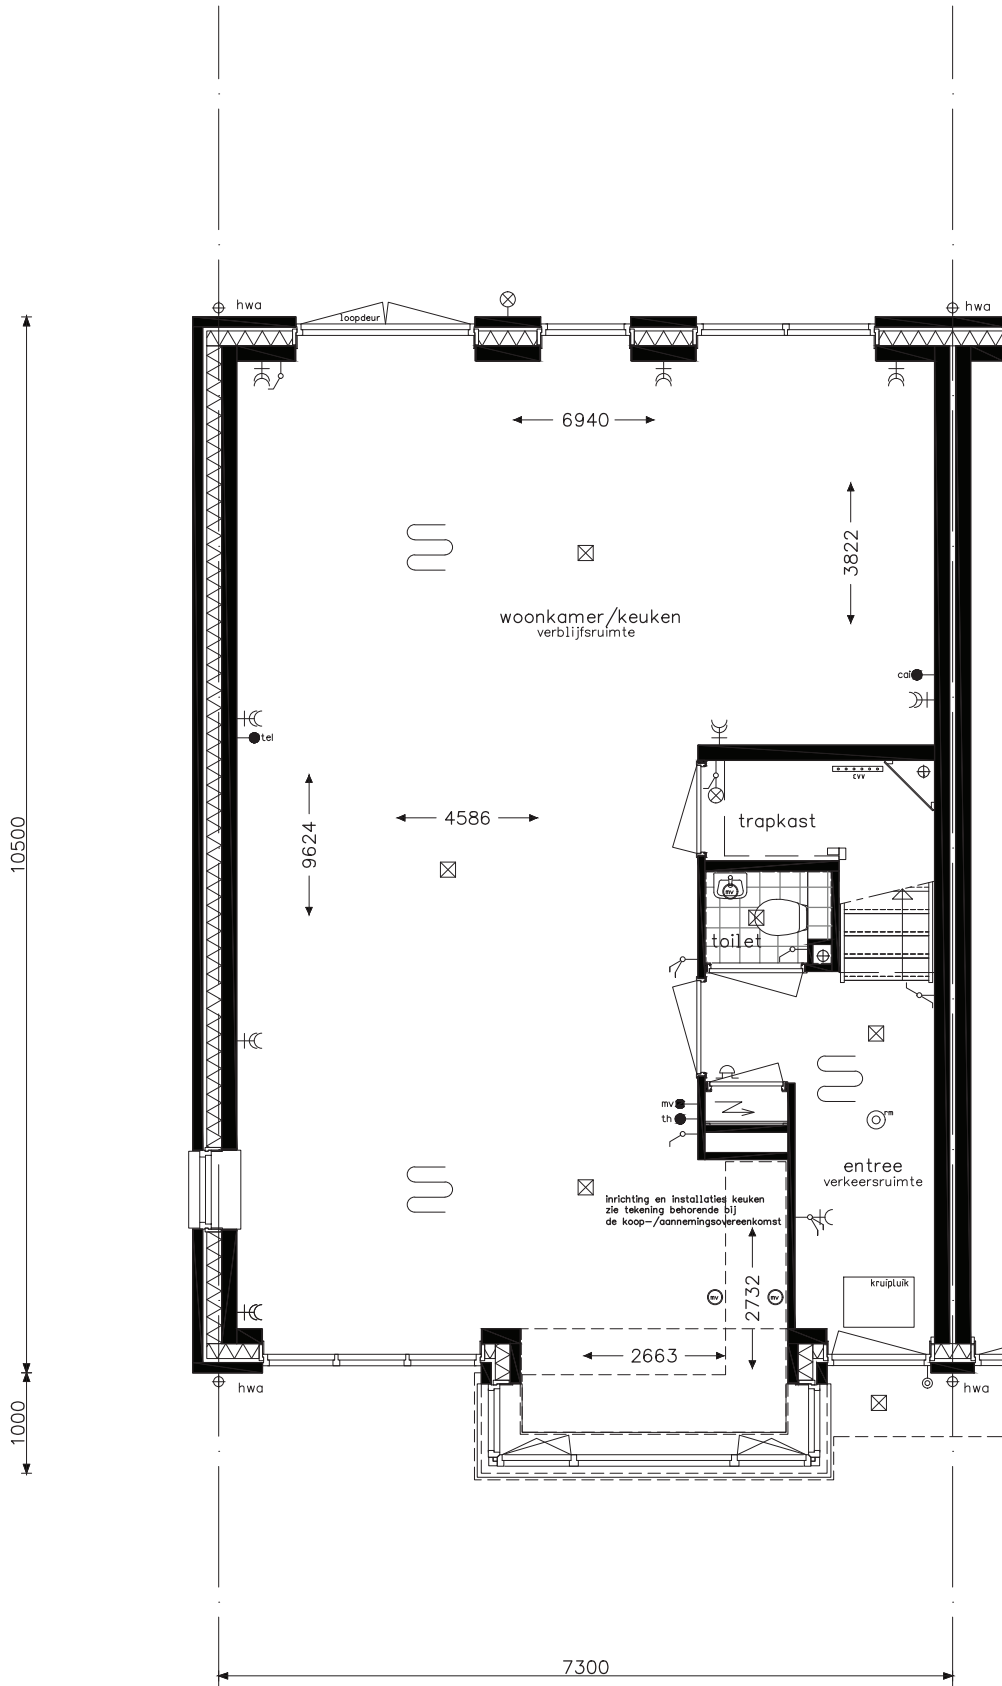 hwa
hwa
loopdeur
6940
3822
woonkamer/keuken
verblijfsruimte
cai
tel
cvv
10500
9624
4586
trapkast
mv
toilet
mv
th
rm
entree
verkeersruimte
inrichting en installaties keuken
zie tekening behorende bij
de koop-/aannemingsovereenkomst
kruipluik
mv
mv
2732
2663
hwa
hwa
1000
7300